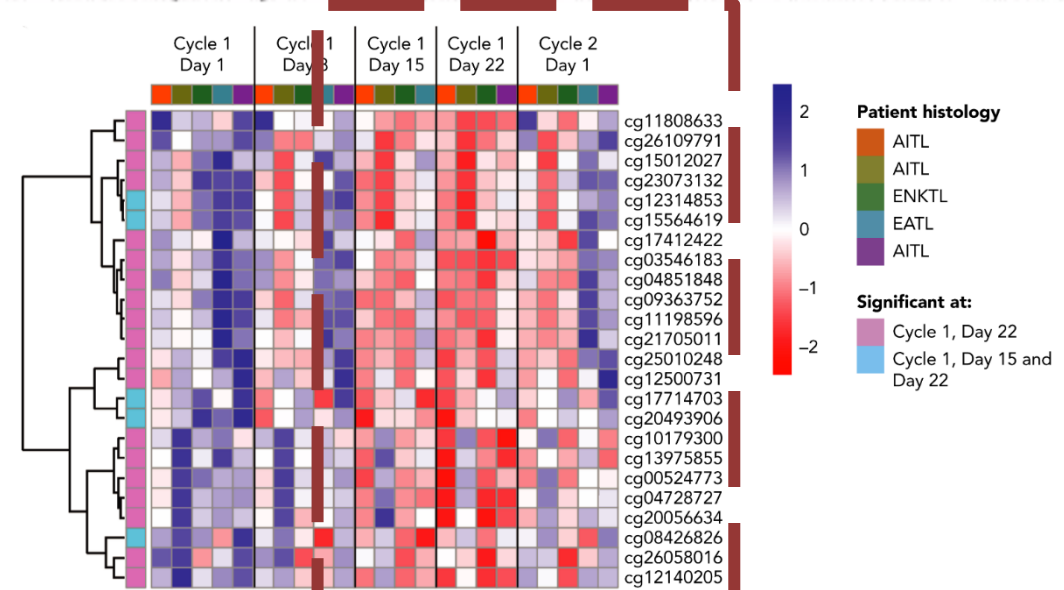 Cycle 1
Day 1
Cycle 1
Day 8
Cycle 1
Day 15
Cycle 1
Day 22
Cycle 2
Day 1
cg11808633
cg26109791
cg15012027
cg23073132
cg12314853
cg15564619
cg17412422
cg03546183
cg04851848
cg09363752
cg11198596
cg21705011
cg25010248
cg12500731
cg17714703
cg20493906
cg10179300
cg13975855
cg00524773
cg04728727
cg20056634
cg08426826
cg26058016
cg12140205
2
1
0
−1
−2
Patient histology
AITL
AITL
ENKTL
EATL
AITL
Significant at:
Cycle 1, Day 22
Cycle 1, Day 15 and
Day 22